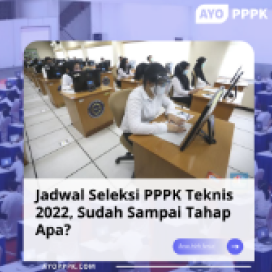 AYO PPPK
Jadwal Seleksi PPPK Teknis
2022, Sudah Sampai Tahap
Apa?
AYOPPPK.COM